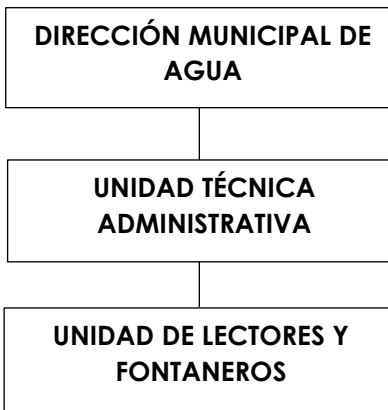 DIRECCIÓN MUNICIPAL DE
AGUA
UNIDAD TÉCNICA
ADMINISTRATIVA
UNIDAD DE LECTORES Y
FONTANEROS